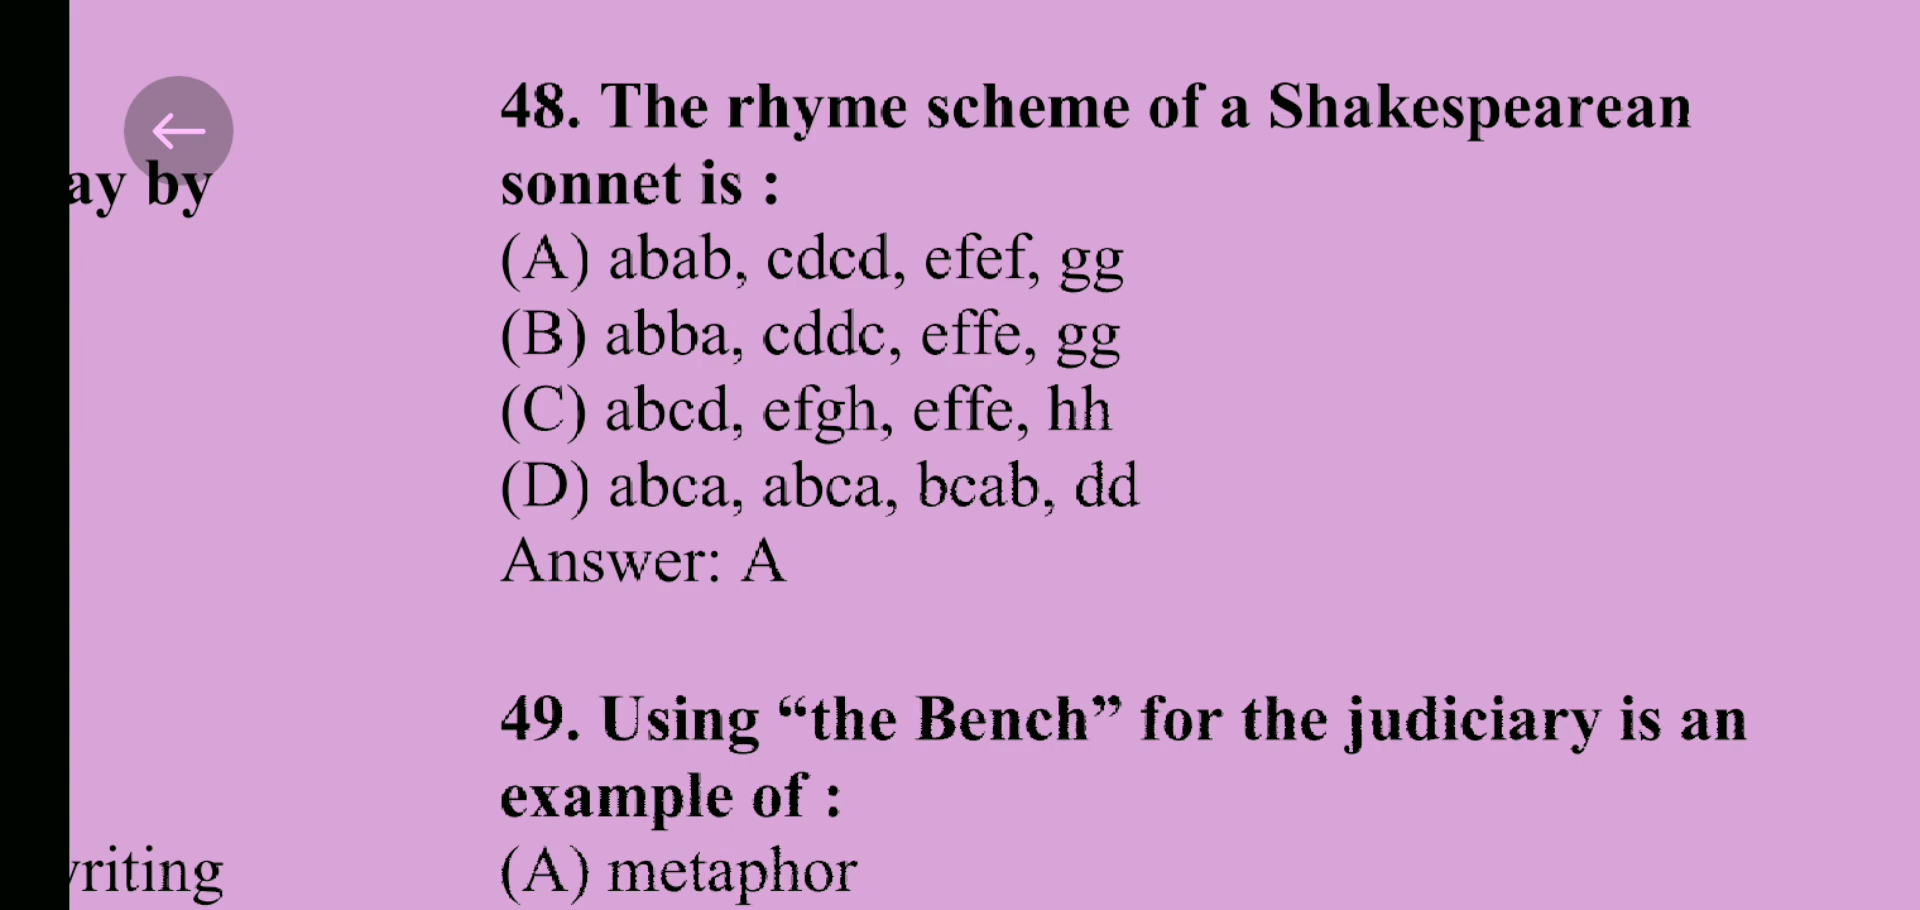 ay by
riting
48. The rhyme scheme of a Shakespearean
sonnet is :
(A) abab, cdcd, efef, gg
(B) abba, cddc, effe, gg
(C) abcd, efgh, effe, hh
(D) abca, abca, bcab, dd
Answer: A
49. Using “the Bench” for the judiciary is an
example of :
(A) metaphor